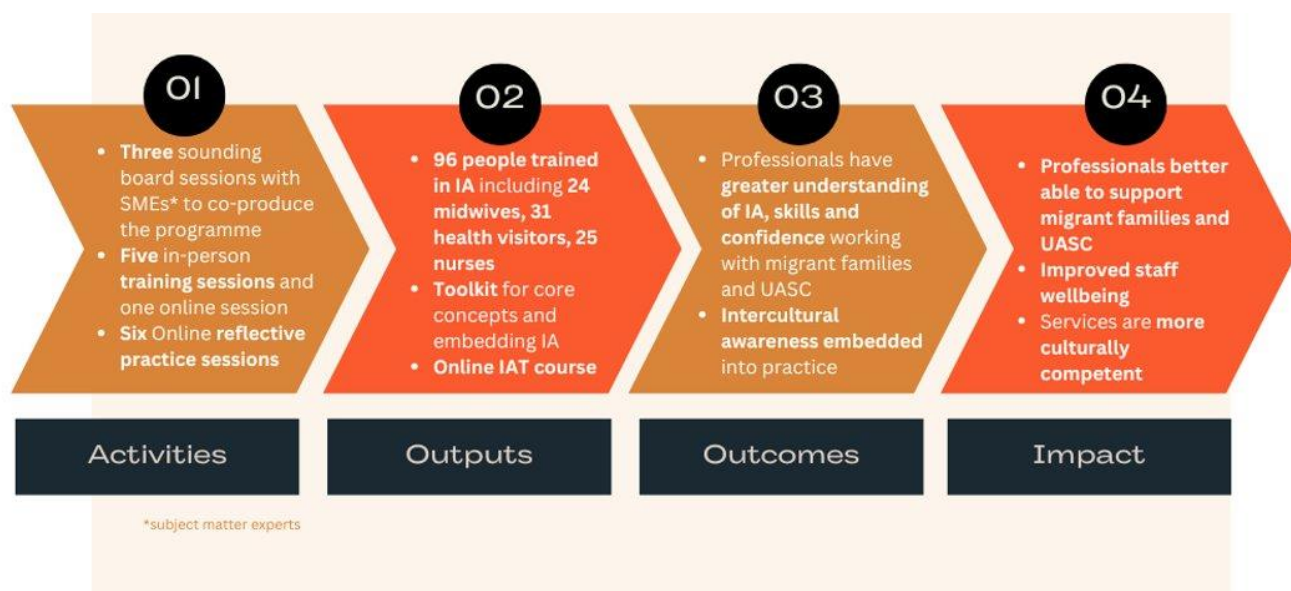 01
• Three sounding
board sessions with
SMEs* to co-produce
the programme
• Five in-person
training sessions and
one online session
• Six Online reflective
practice sessions
Activities
*subject matter experts
02
• 96 people trained
in IA including 24
midwives, 31
health visitors, 25
nurses
• Toolkit for core
concepts and
embedding IA
• Online IAT course
Outputs
03
• Professionals have
greater understanding
of IA, skills and
confidence working
with migrant families
and UASC
• Intercultural
awareness embedded
into practice
Outcomes
04
• Professionals better
able to support
migrant families and
UASC
• Improved staff
wellbeing
• Services are more
culturally
competent
Impact